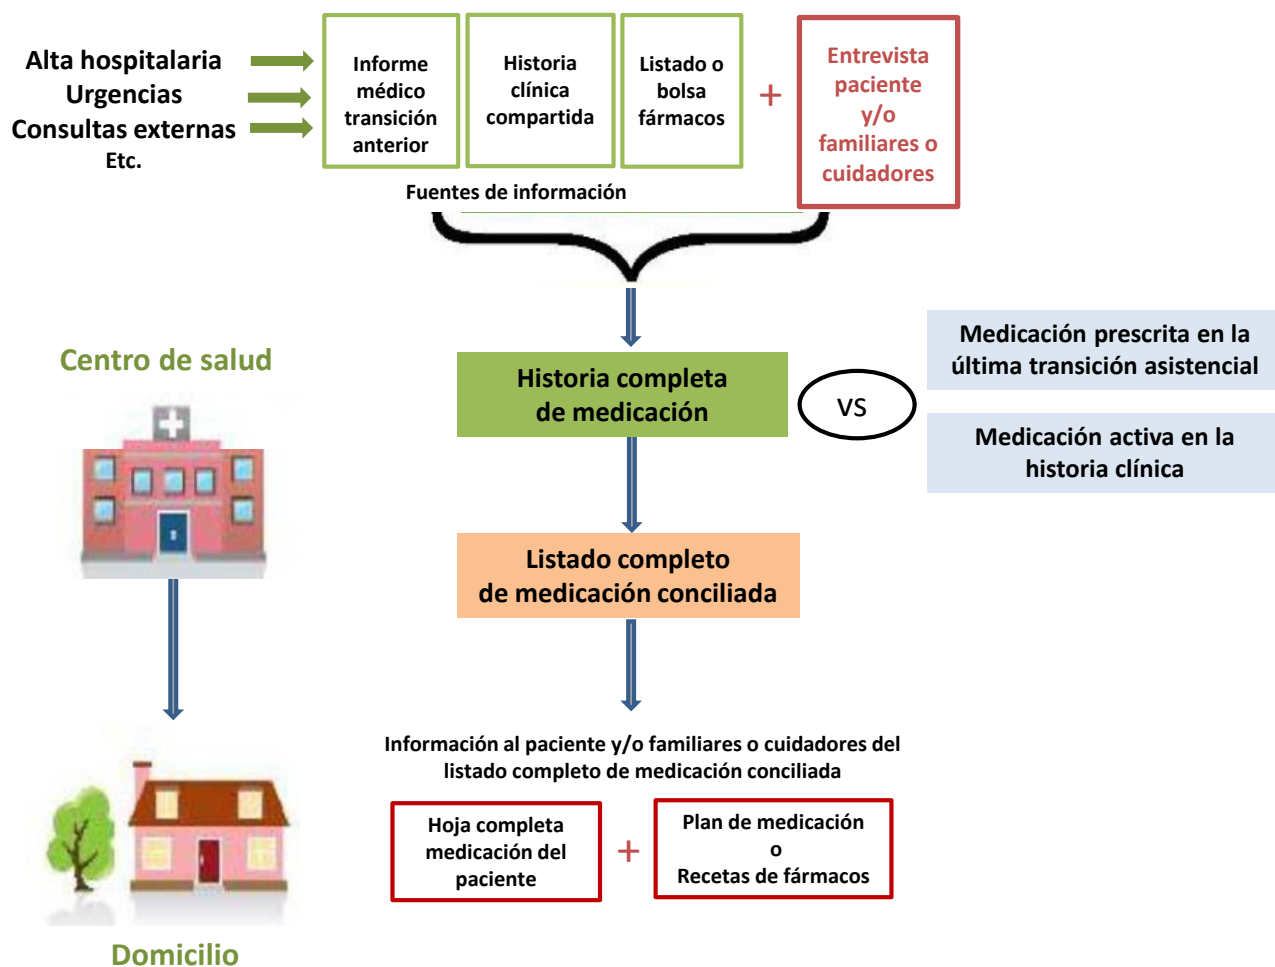 Alta hospitalaria
Urgencias
Consultas externas
Etc.
Informe
médico
transición
anterior
Historia
clínica
compartida
Listado o
bolsa
fármacos
+
Entrevista
paciente
y/o
familiares o
cuidadores
Fuentes de información
Centro de salud
Historia completa
de medicación
vs
Medicación prescrita en la
última transición asistencial
Medicación activa en la
historia clínica
Listado completo
de medicación conciliada
Información al paciente y/o familiares o cuidadores del
listado completo de medicación conciliada
Hoja completa
medicación del
paciente
+
Plan de medicación
o
Recetas de fármacos
Domicilio